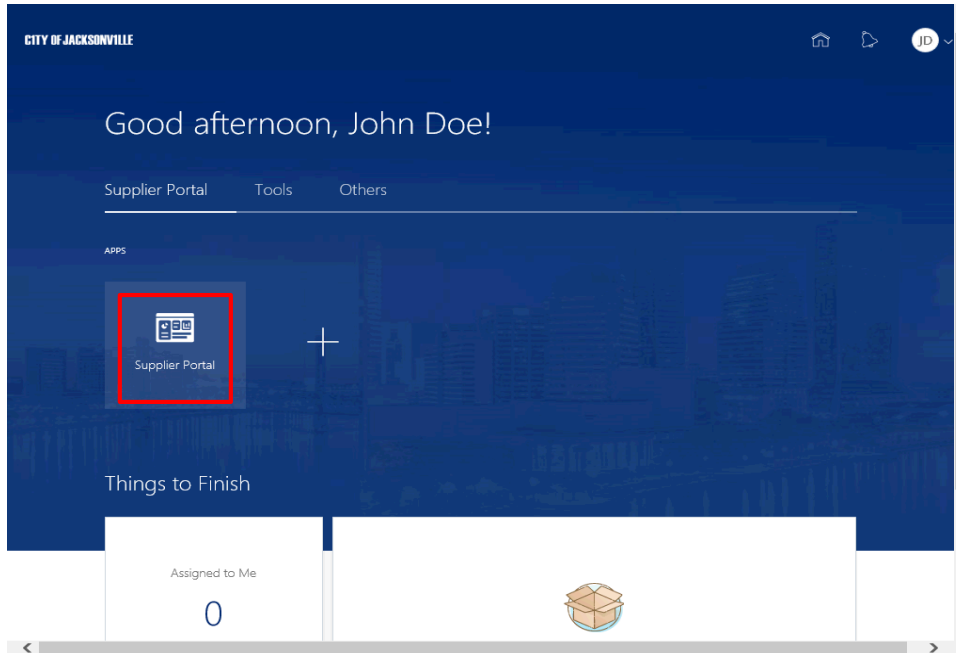 CITY OF JACKSONVILLE
JD
Good afternoon, John Doe!
Supplier Portal Tools Others
APPS
Supplier Portal
Things to Finish
Assigned to Me
0